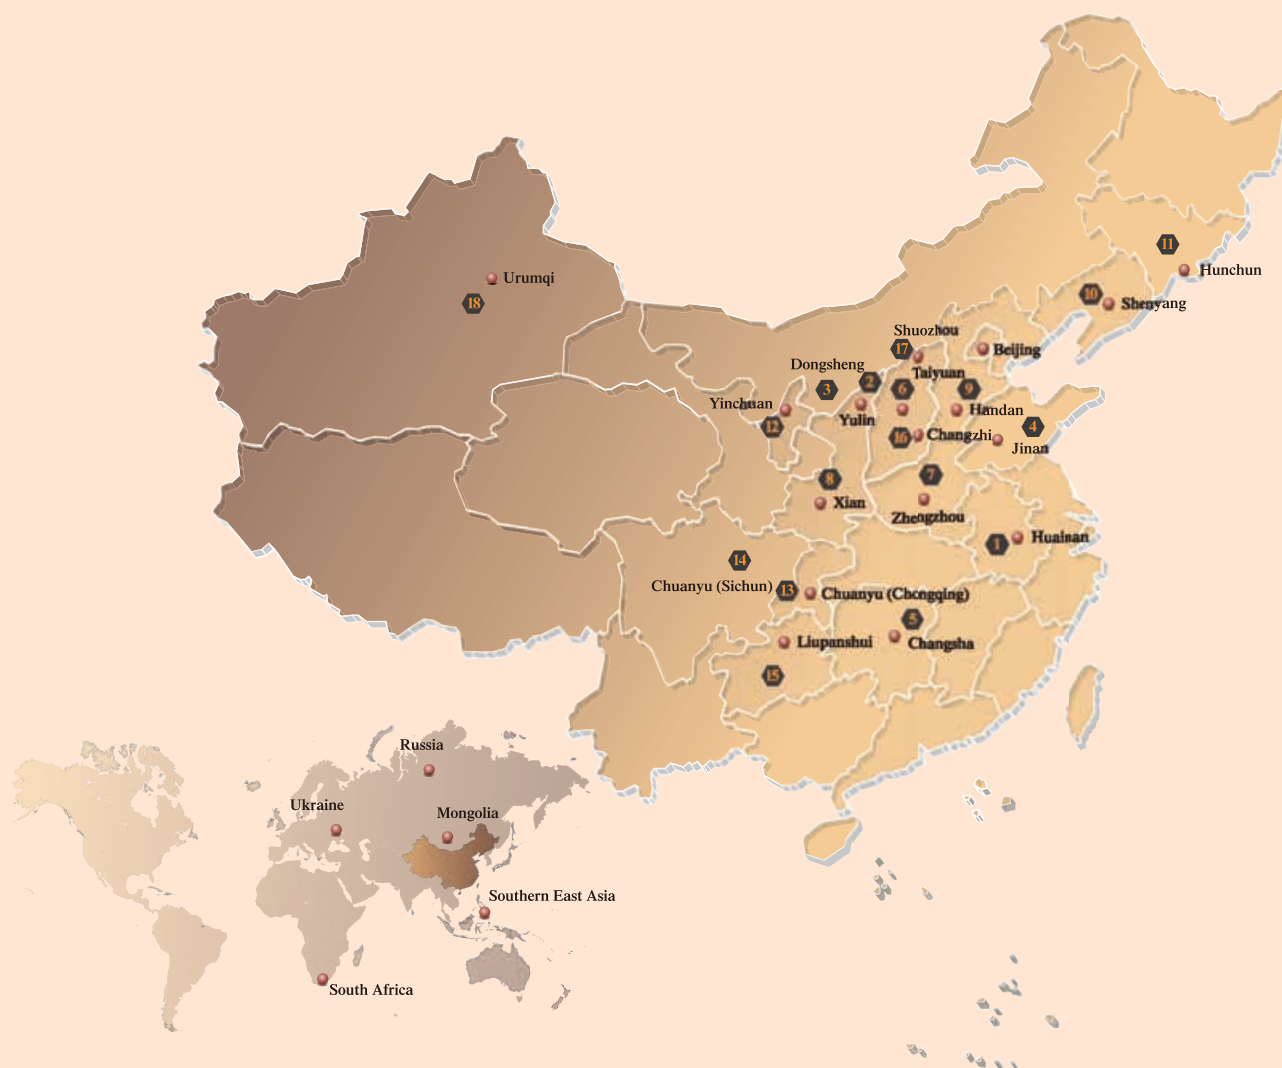 11
Hunchun
Urumqi
18
10
Shenyang
Shuozhou
17
Beijing
Dongsheng
3
2
Taiyuan
6
9
Yinchuan
12
Yulin
Handan
4
16
Changzhi
Jinan
8
7
Xian
Zhengzhou
1
Huainan
14
Chuanyu (Sichun)
13
Chuanyu (Chongqing)
5
Liupanshui
Changsha
15
Russia
Ukraine
Mongolia
Southern East Asia
South Africa